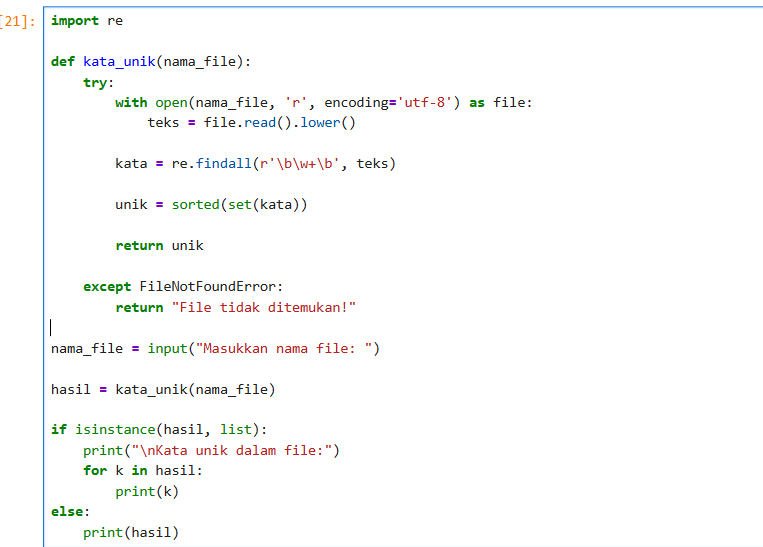 [21]: import re
def kata_unik(nama_file):
    try:
        with open(nama_file, 'r', encoding='utf-8') as file:
            teks = file.read().lower()
        kata = re.findall(r'\b\w+\b', teks)
        unik = sorted(set(kata))
        return unik
    except FileNotFoundError:
        return "File tidak ditemukan!"
nama_file = input("Masukkan nama file: ")
hasil = kata_unik(nama_file)
if isinstance(hasil, list):
    print("\nKata unik dalam file:")
    for k in hasil:
        print(k)
else:
    print(hasil)